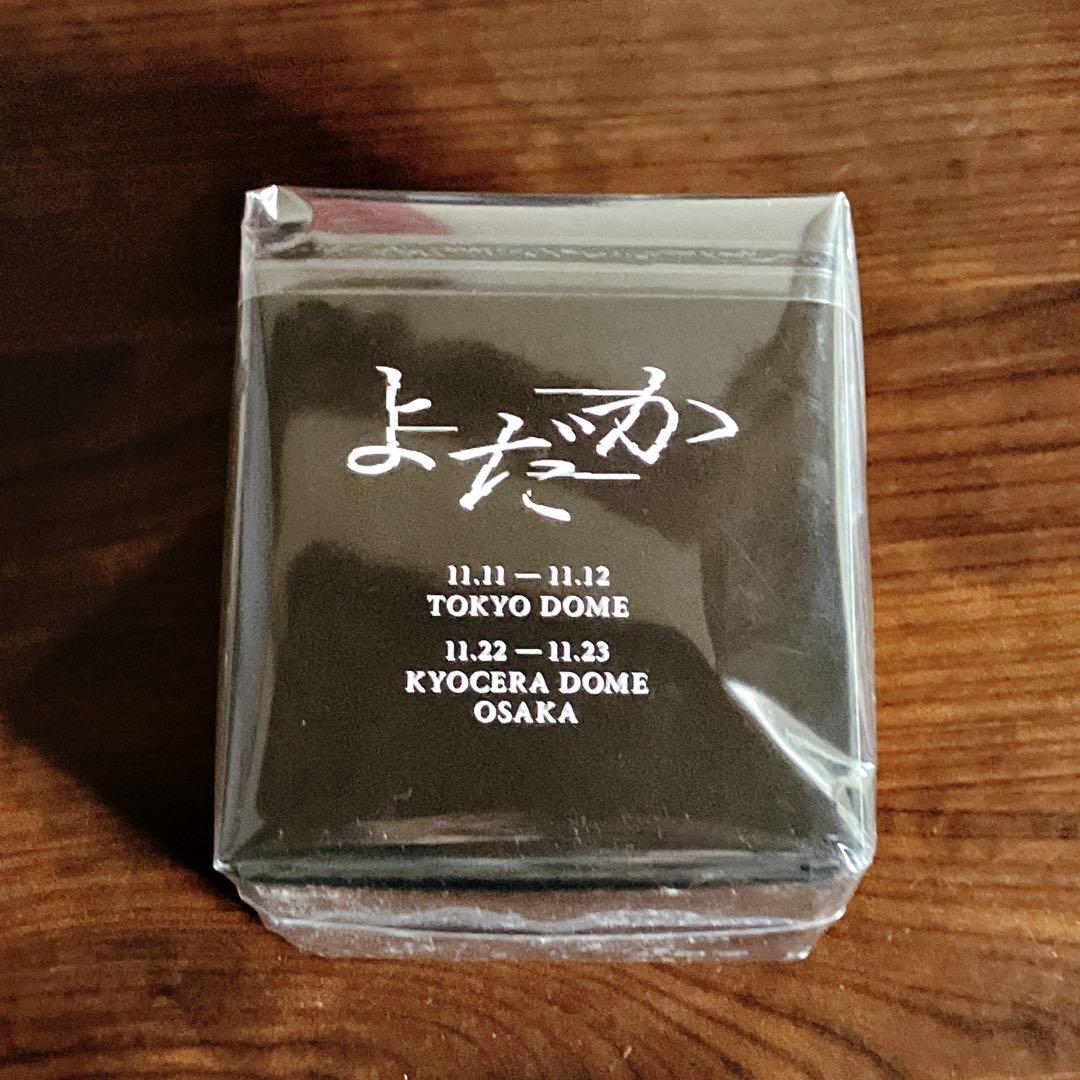 よだか
11.11 — 11.12
TOKYO DOME
11.22 — 11.23
KYOCERA DOME
OSAKA